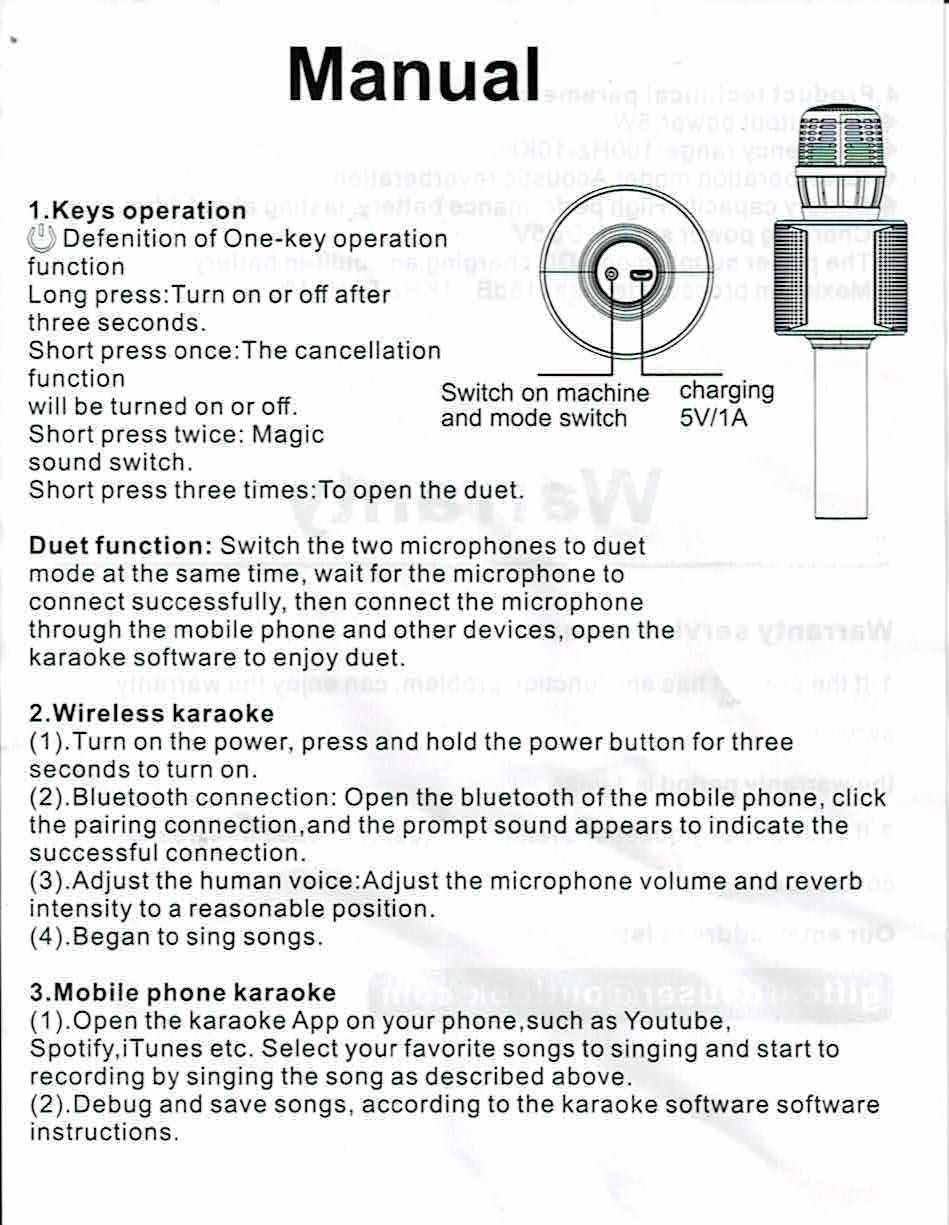 Manual
1.Keys operation
Defenition of One-key operation
function
Long press:Turn on or off after
three seconds.
Short press once:The cancellation
function
will be turned on or off.
Short press twice: Magic
sound switch.
Short press three times:To open the duet.
Switch on machine
and mode switch
charging
5V/1A
Duet function: Switch the two microphones to duet
mode at the same time, wait for the microphone to
connect successfully, then connect the microphone
through the mobile phone and other devices, open the
karaoke software to enjoy duet.
2.Wireless karaoke
(1).Turn on the power, press and hold the power button for three
seconds to turn on.
(2).Bluetooth connection: Open the bluetooth of the mobile phone, click
the pairing connection,and the prompt sound appears to indicate the
successful connection.
(3).Adjust the human voice:Adjust the microphone volume and reverb
intensity to a reasonable position.
(4).Began to sing songs.
3.Mobile phone karaoke
(1).Open the karaoke App on your phone,such as Youtube,
Spotify,iTunes etc. Select your favorite songs to singing and start to
recording by singing the song as described above.
(2).Debug and save songs, according to the karaoke software software
instructions.